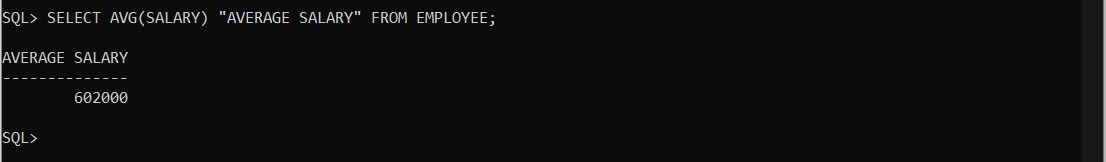 SQL> SELECT AVG(SALARY) "AVERAGE SALARY" FROM EMPLOYEE;
AVERAGE SALARY
--------------
602000
SQL>